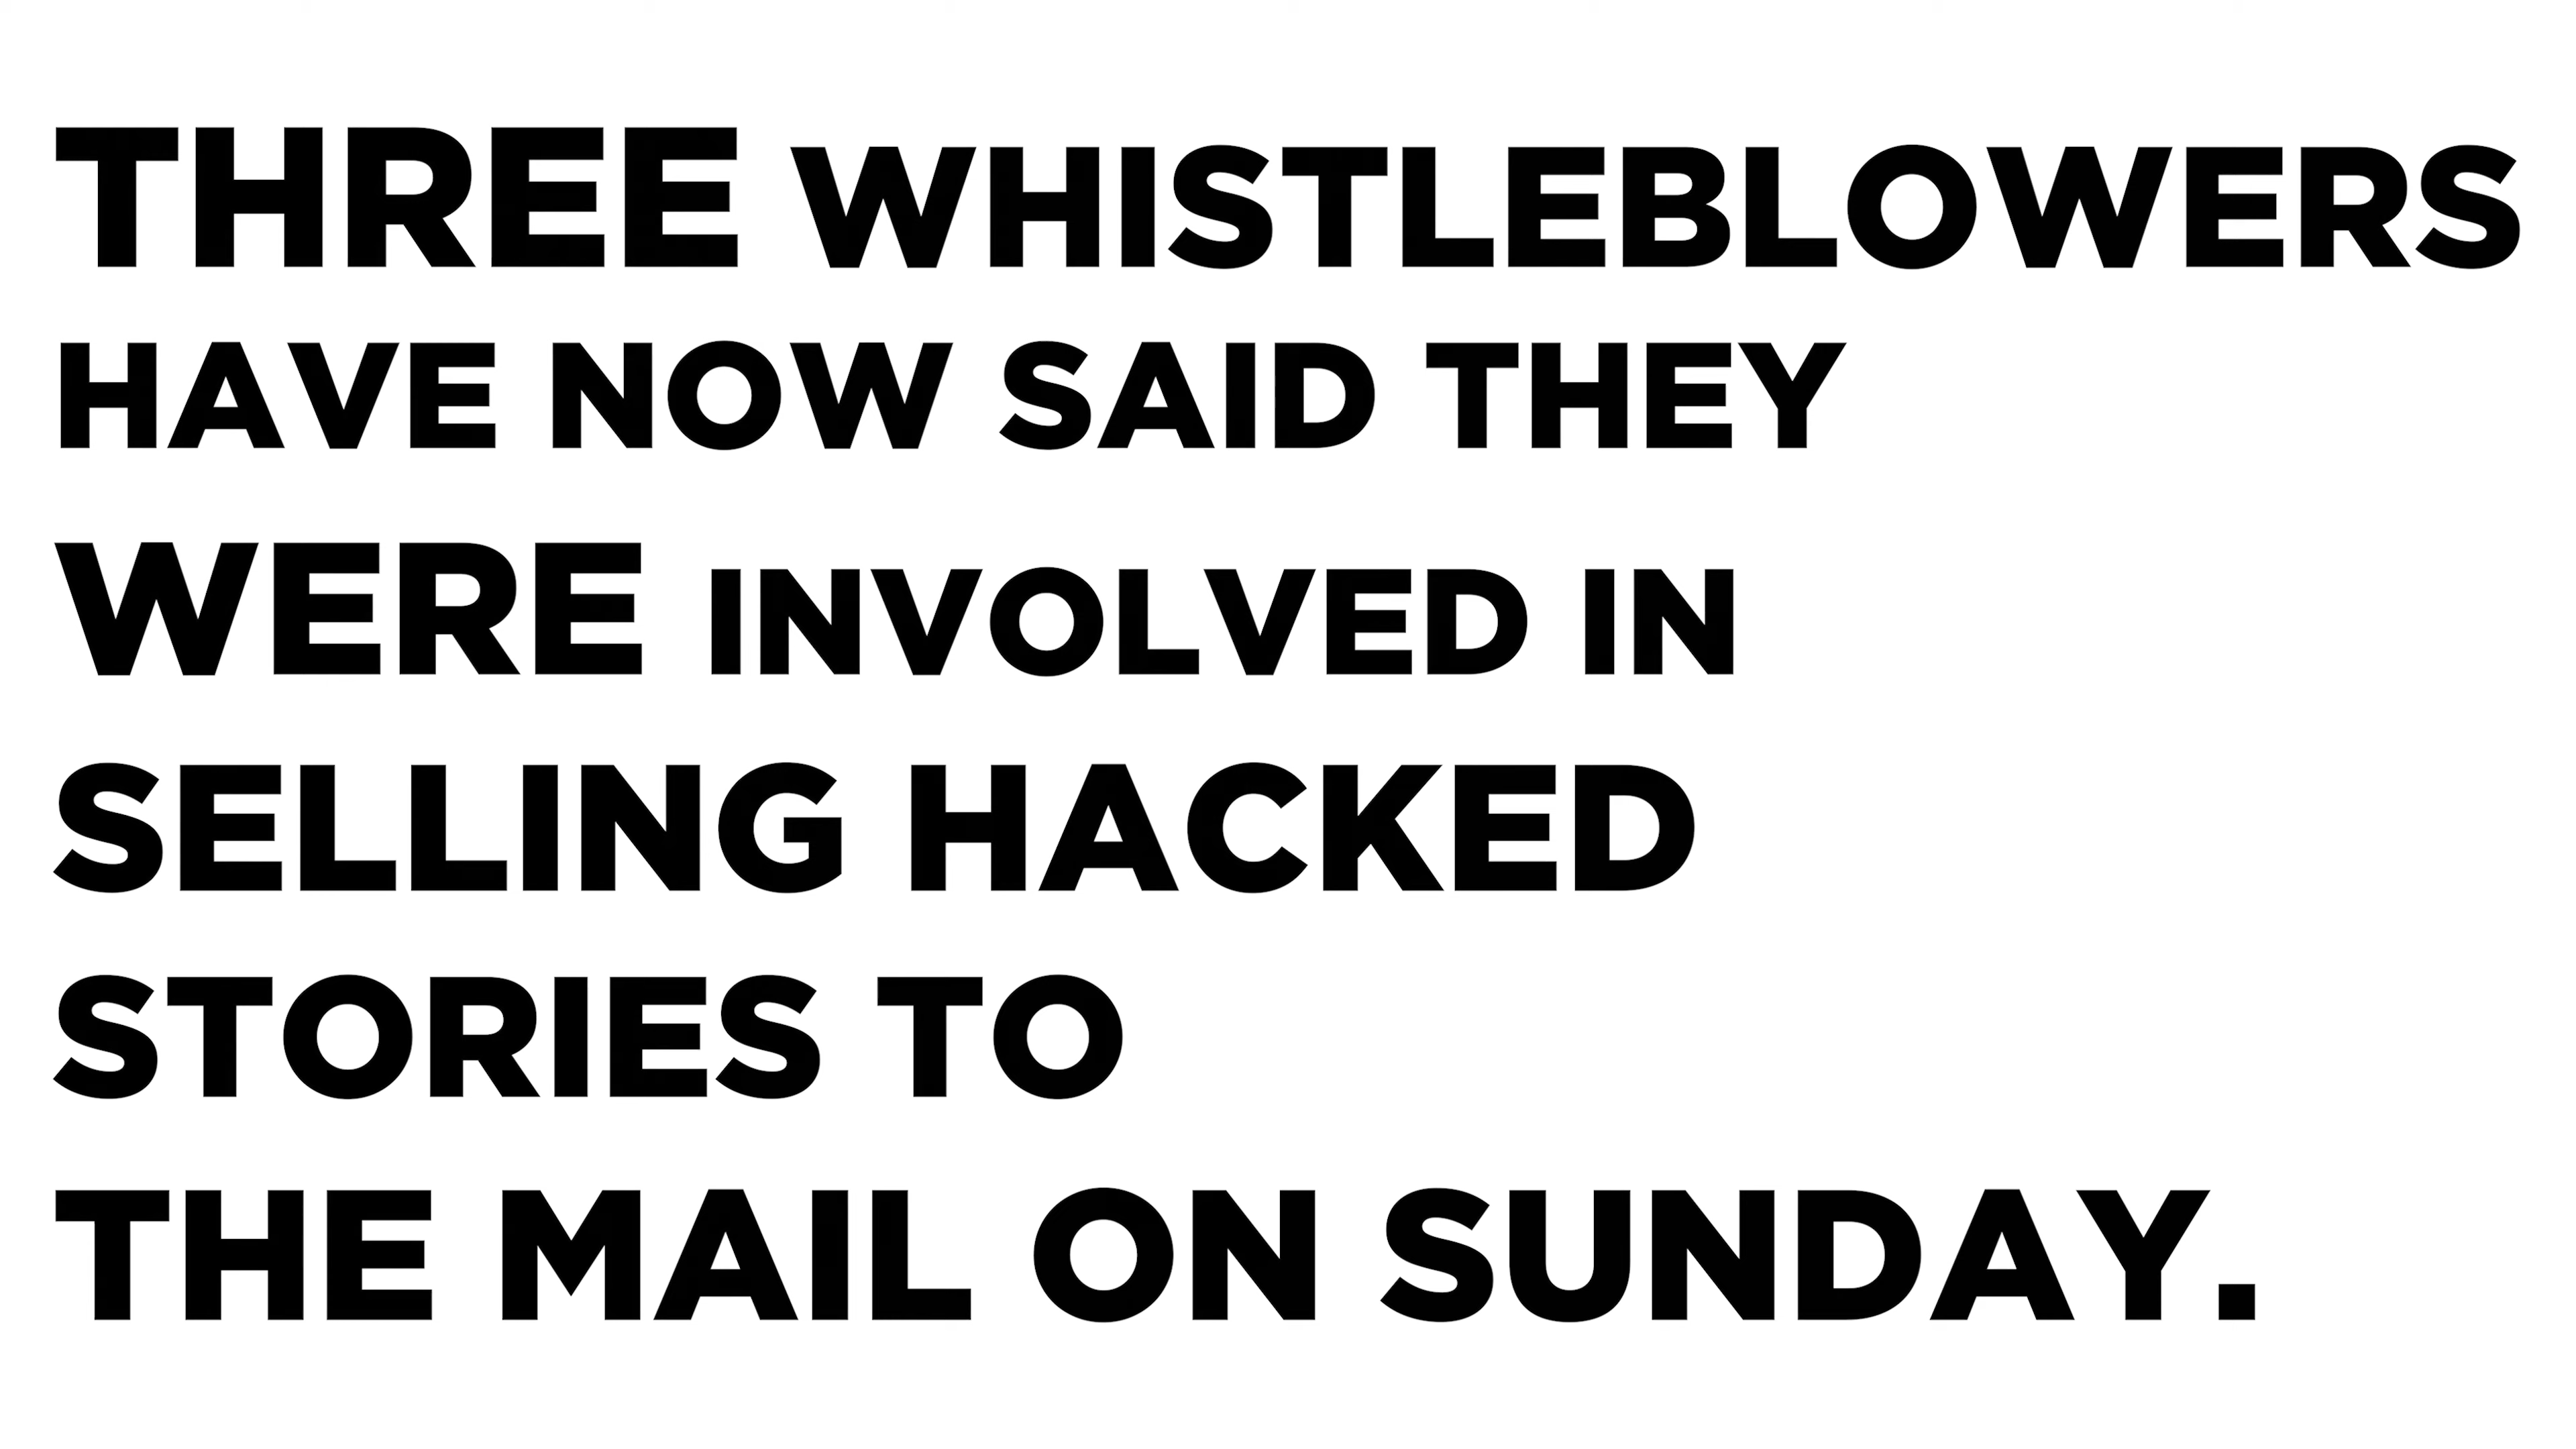 THREE WHISTLEBLOWERS
HAVE NOW SAID THEY
WERE INVOLVED IN
SELLING HACKED
STORIES TO
THE MAIL ON SUNDAY.